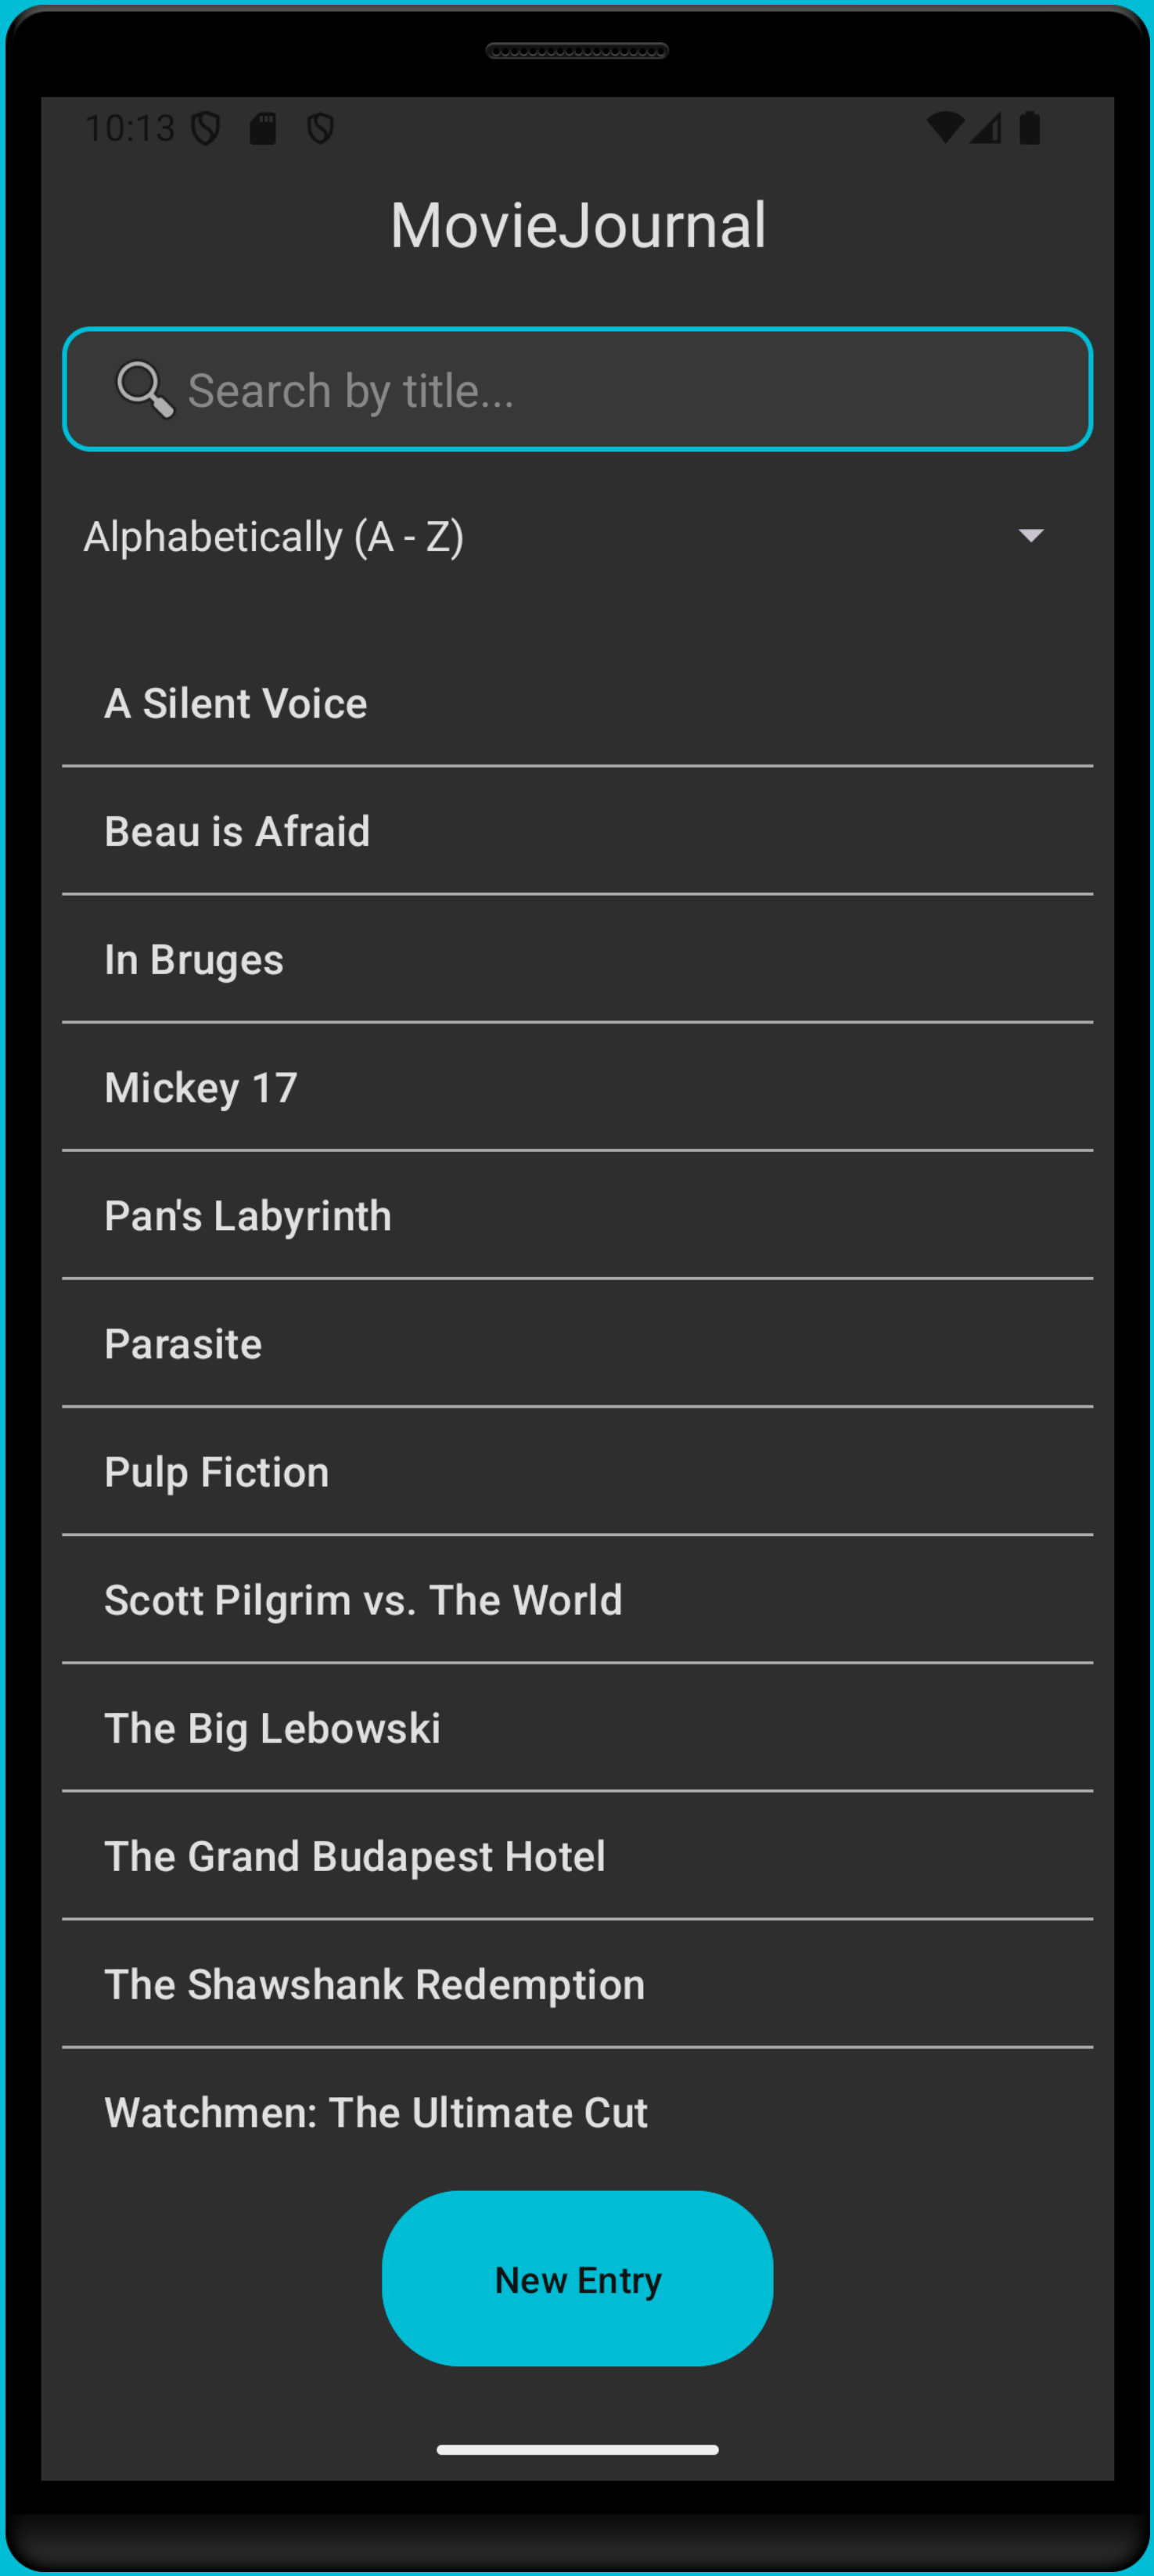 10:13
MovieJournal
Search by title...
Alphabetically (A - Z)
A Silent Voice
Beau is Afraid
In Bruges
Mickey 17
Pan's Labyrinth
Parasite
Pulp Fiction
Scott Pilgrim vs. The World
The Big Lebowski
The Grand Budapest Hotel
The Shawshank Redemption
Watchmen: The Ultimate Cut
New Entry